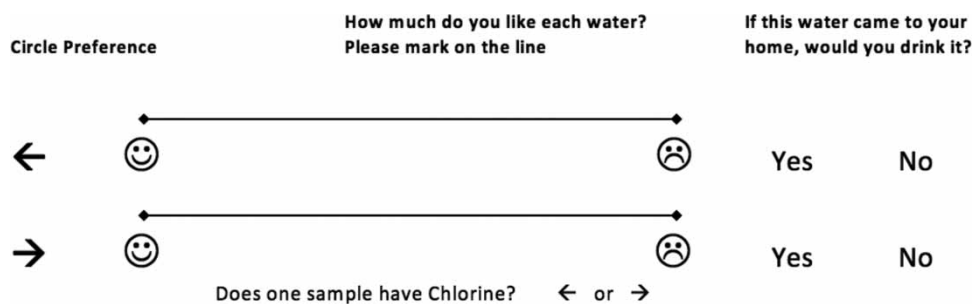 How much do you like each water? If this water came to your
Circle Preference Please mark on the line home, would you drink it?
← Yes No
→ Yes No
Does one sample have Chlorine? ← or →